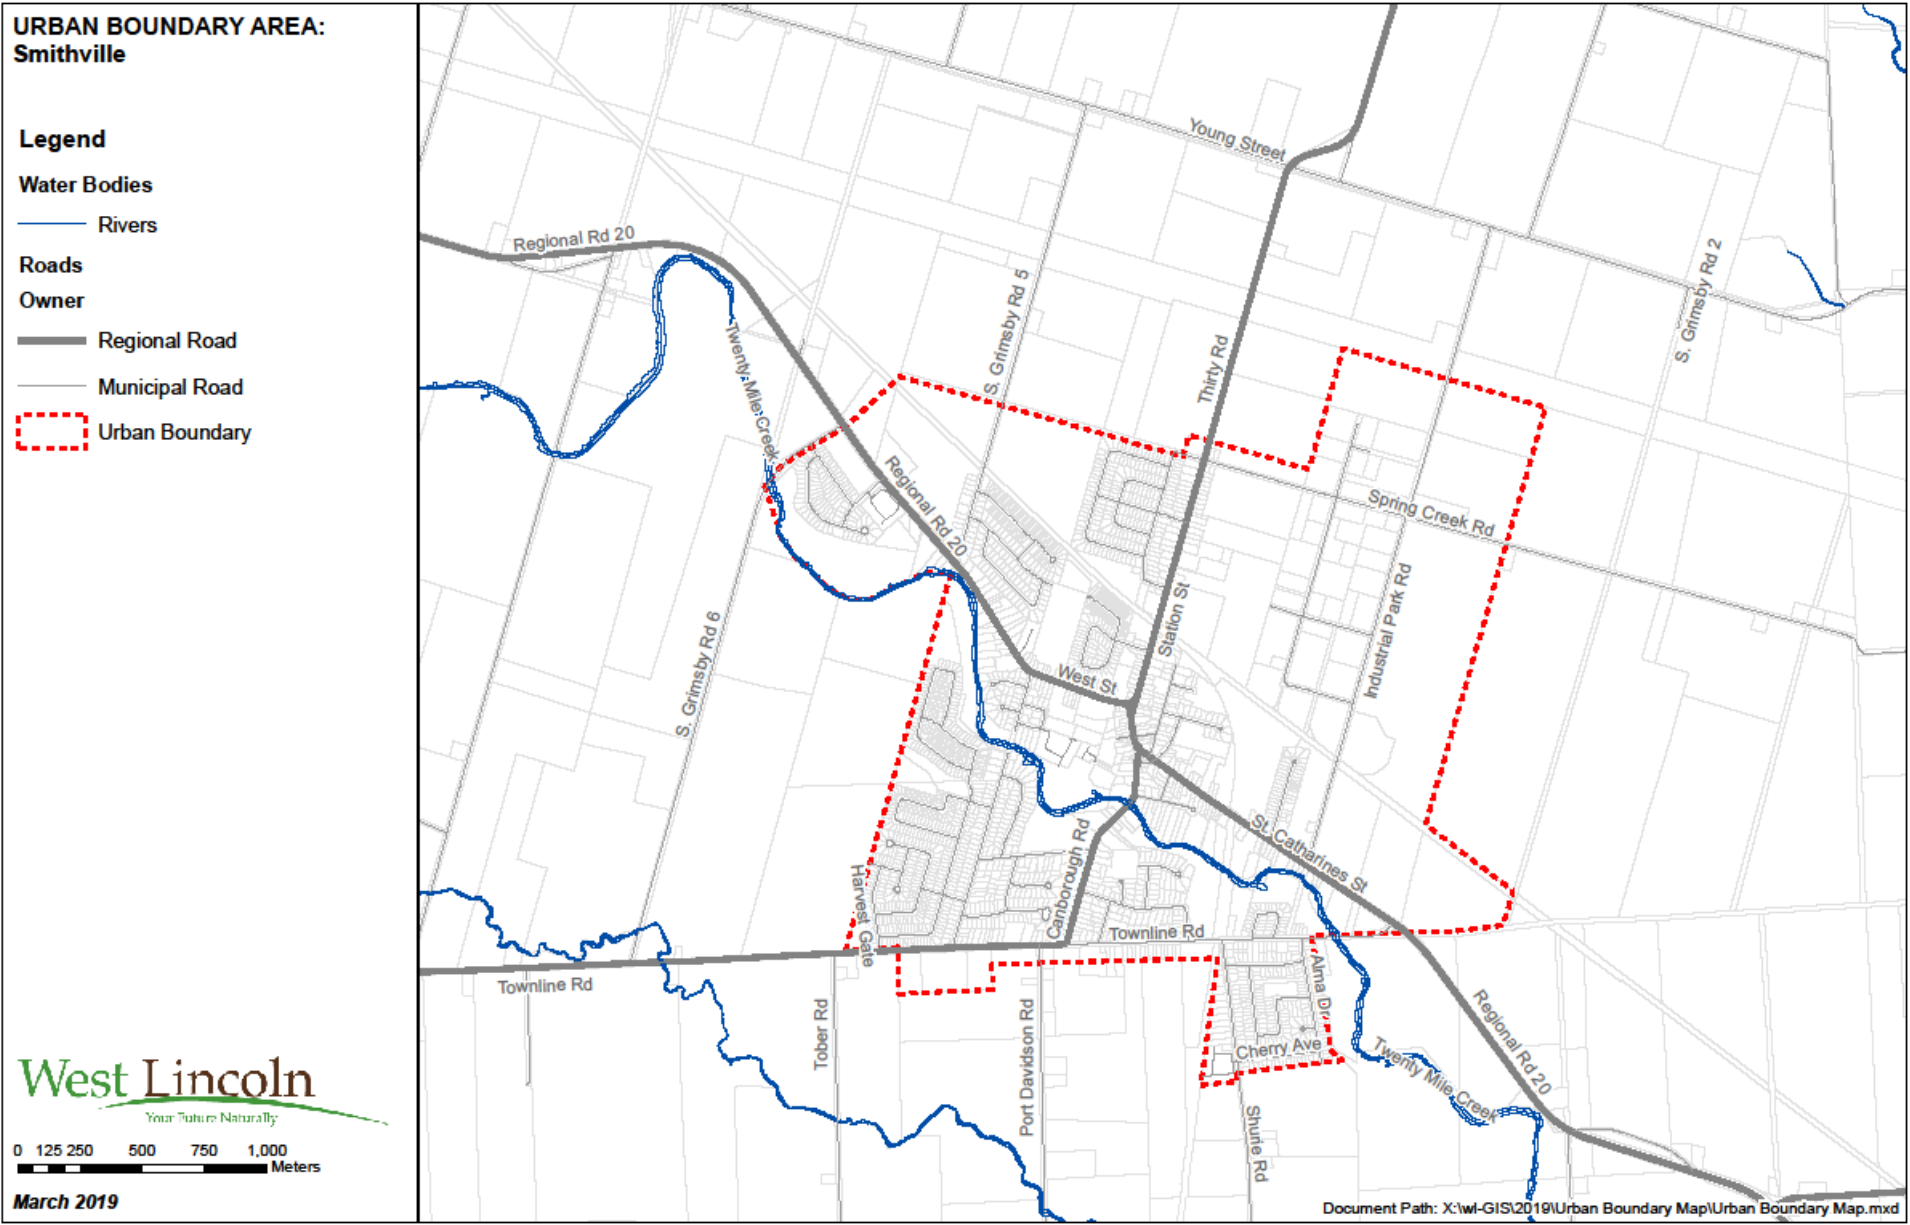 URBAN BOUNDARY AREA:
Smithville
Legend
Water Bodies
Rivers
Roads
Owner
Regional Road
Municipal Road
Urban Boundary
West Lincoln
Your Future Naturally
0 125 250 500 750 1,000
Meters
March 2019
Young Street
Regional Rd 20
S. Grimsby Rd 5
S. Grimsby Rd 2
Thirty Rd
Twenty Mile Creek
Regional Rd 20
Spring Creek Rd
Industrial Park Rd
Station St
S. Grimsby Rd 6
West St
St. Catharines St
Canborough Rd
Harvest Gate
Townline Rd
Townline Rd
Alma Dr
Tober Rd
Port Davidson Rd
Cherry Ave
Shurie Rd
Twenty Mile Creek
Regional Rd 20
Document Path: X:\wl-GIS\2019\Urban Boundary Map\Urban Boundary Map.mxd